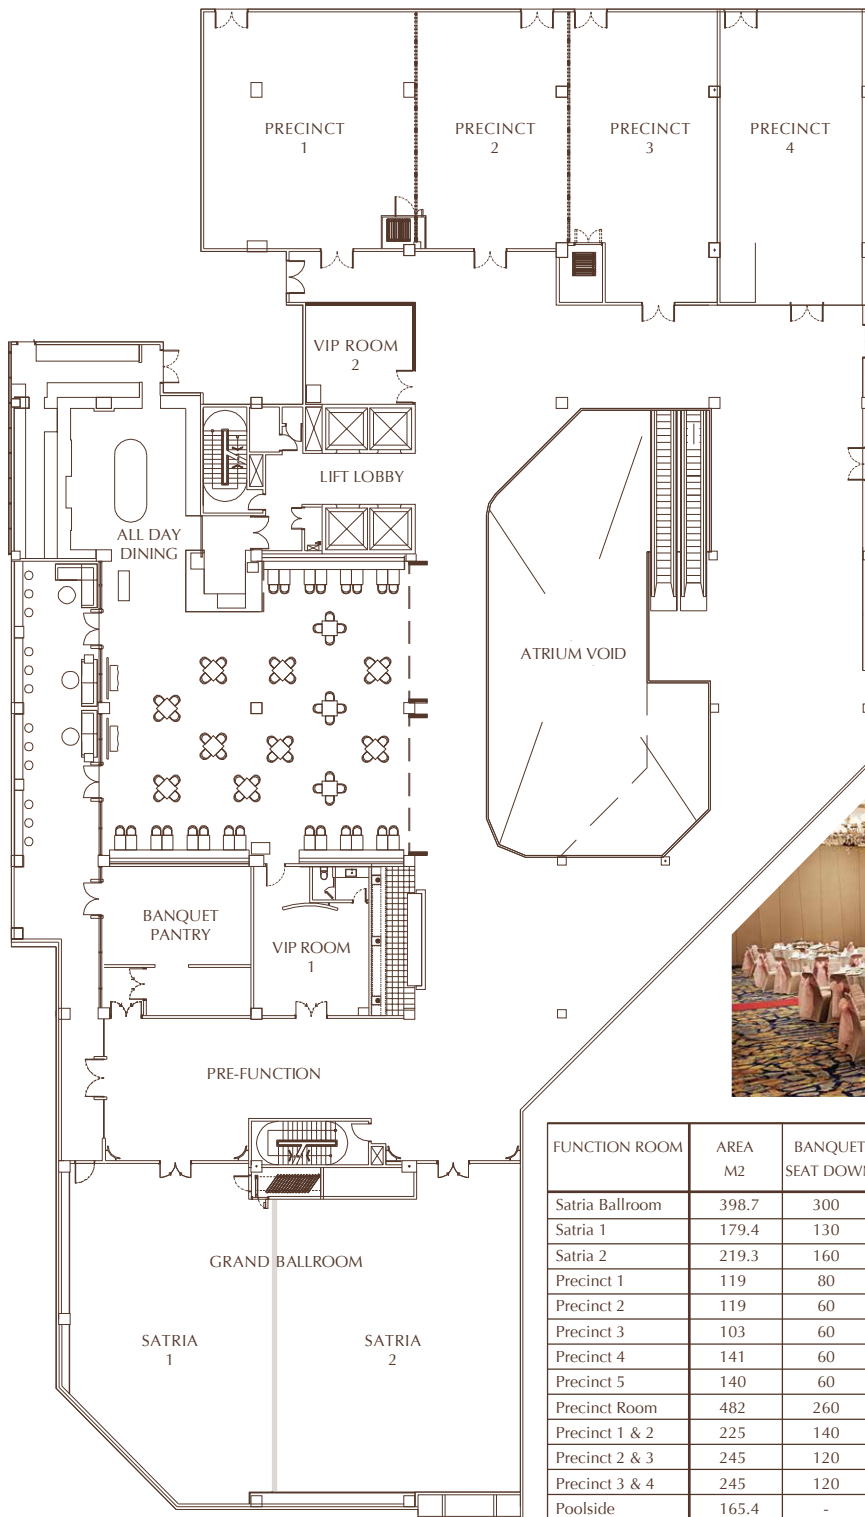 PRECINCT
1
PRECINCT
2
PRECINCT
3
PRECINCT
4
VIP ROOM
2
LIFT LOBBY
ALL DAY
DINING
ATRIUM VOID
BANQUET
PANTRY
VIP ROOM
1
PRE-FUNCTION
GRAND BALLROOM
SATRIA
1
SATRIA
2
FUNCTION ROOM AREA M2 BANQUET SEAT DOWN
Satria Ballroom 398.7 300
Satria 1 179.4 130
Satria 2 219.3 160
Precinct 1 119 80
Precinct 2 119 60
Precinct 3 103 60
Precinct 4 141 60
Precinct 5 140 60
Precinct Room 482 260
Precinct 1 & 2 225 140
Precinct 2 & 3 245 120
Precinct 3 & 4 245 120
Poolside 165.4 -